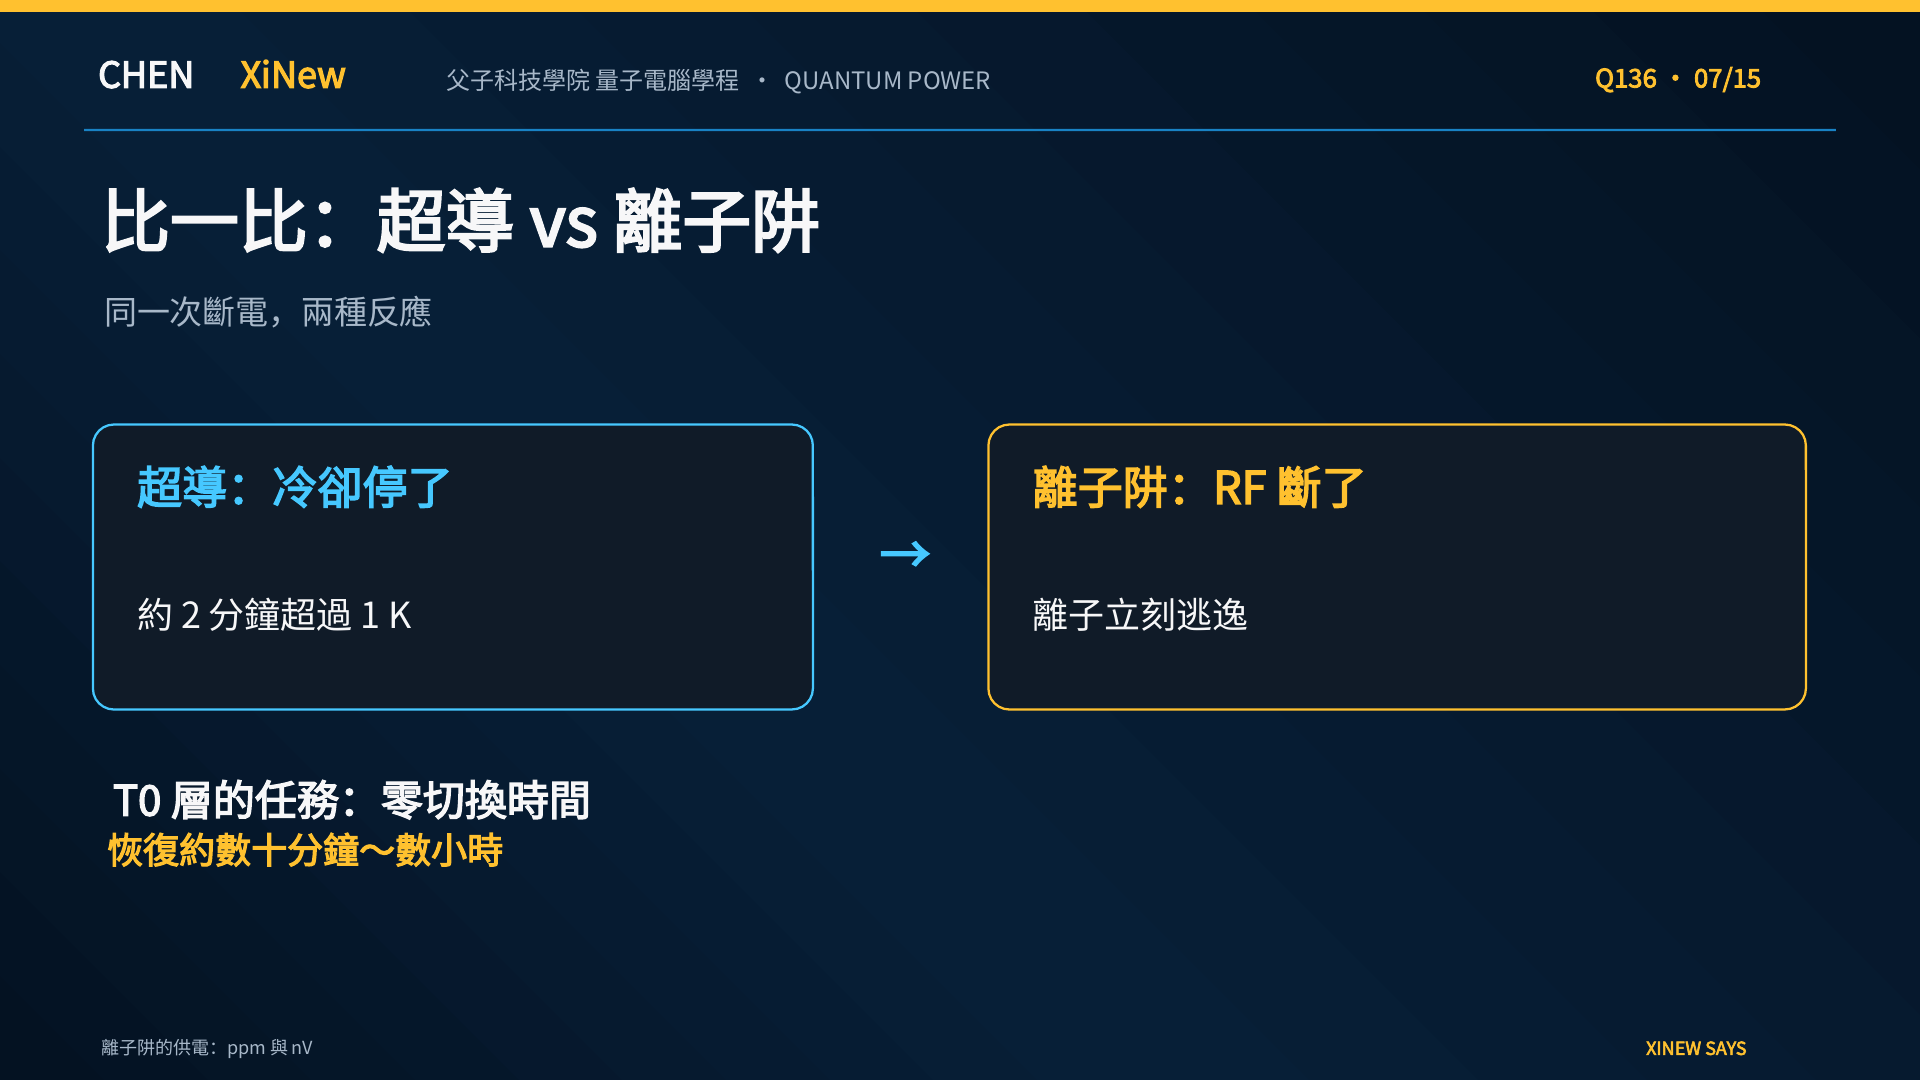 CHEN XiNew 父子科技學院 量子電腦學程 · QUANTUM POWER Q136 · 07/15
比一比：超導 vs 離子阱
同一次斷電，兩種反應
超導：冷卻停了
約 2 分鐘超過 1 K
→
離子阱：RF 斷了
離子立刻逃逸
T0 層的任務：零切換時間
恢復約數十分鐘～數小時
離子阱的供電：ppm 與 nV
XINEW SAYS